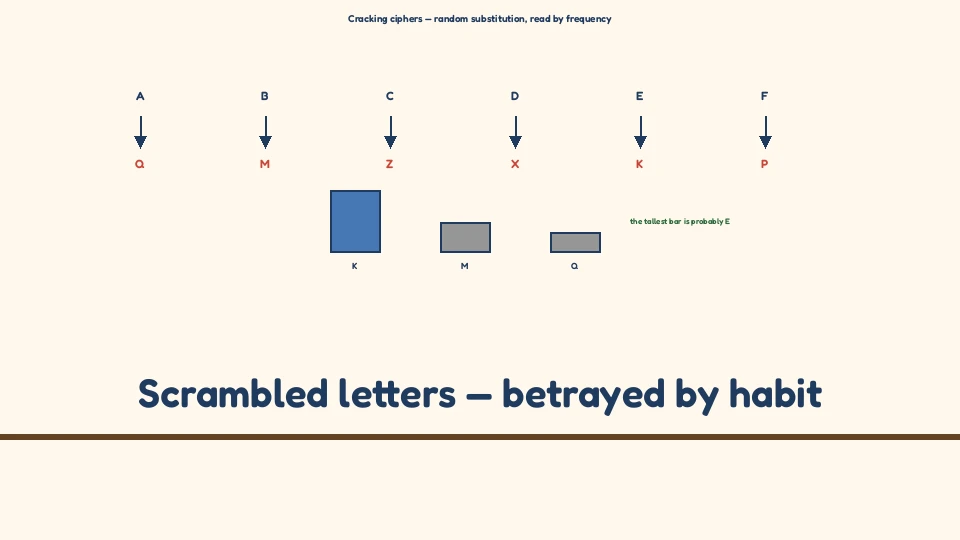 Cracking ciphers — random substitution, read by frequency
A B C D E F
Q M Z X K P
the tallest bar is probably E
K M Q
Scrambled letters — betrayed by habit